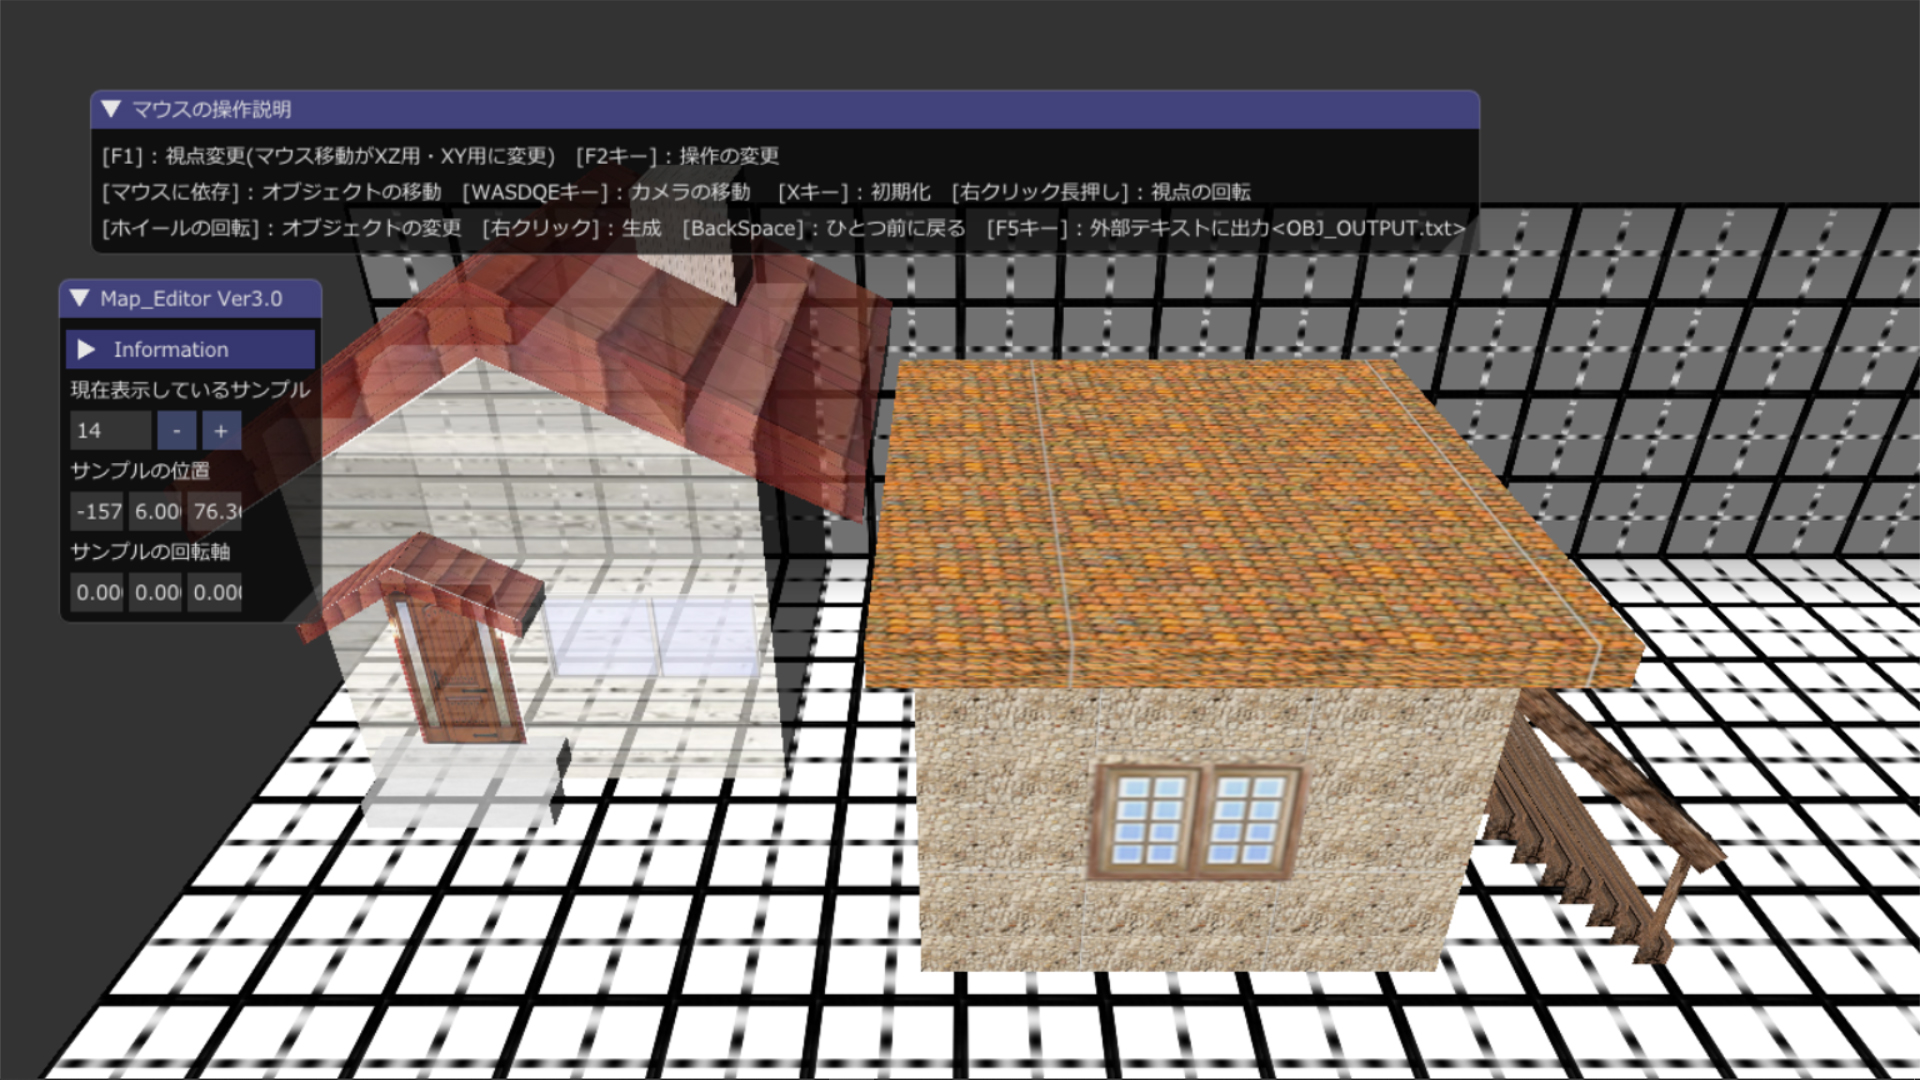 マウスの操作説明
[F1] : 視点変更(マウス移動がXZ用・XY用に変更) [F2キー] : 操作の変更
[マウスに依存] : オブジェクトの移動 [WASDQEキー] : カメラの移動 [Xキー] : 初期化 [右クリック長押し] : 視点の回転
[ホイールの回転] : オブジェクトの変更 [右クリック] : 生成 [BackSpace] : ひとつ前に戻る [F5キー] : 外部テキストに出力<OBJ_OUTPUT.txt>
Map_Editor Ver3.0
Information
現在表示しているサンプル
14 - +
サンプルの位置
-157 6.00 76.3
サンプルの回転軸
0.00 0.00 0.00